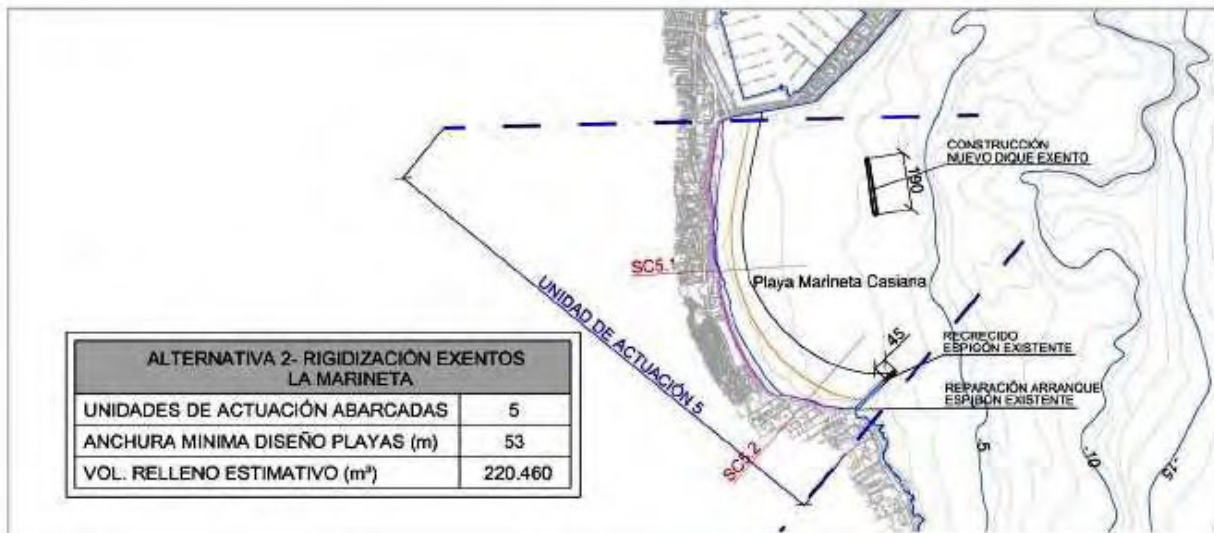 CONSTRUCCIÓN
NUEVO DIQUE EXENTO
190
SC5.1
Playa Marineta Casiana
UNIDAD DE ACTUACIÓN 5
45
RECRECIDO
ESPIGÓN EXISTENTE
REPARACIÓN ARRANQUE
ESPIGÓN EXISTENTE
SC5.2
-5
-10
-15
ALTERNATIVA 2- RIGIDIZACIÓN EXENTOS
LA MARINETA
UNIDADES DE ACTUACIÓN ABARCADAS 5
ANCHURA MINIMA DISEÑO PLAYAS (m) 53
VOL. RELLENO ESTIMATIVO (m³) 220.460